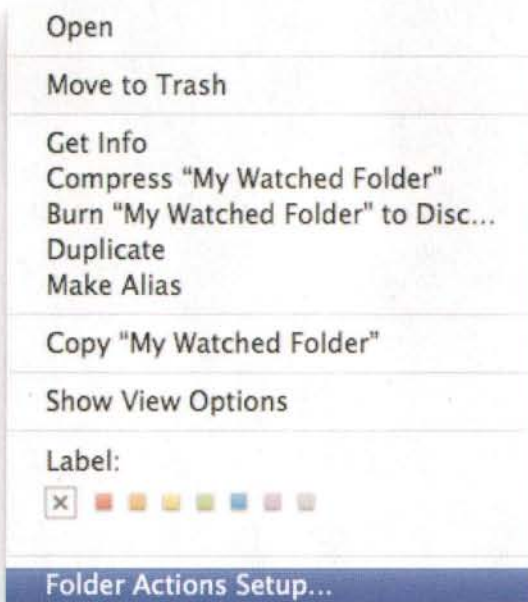 Open
Move to Trash
Get Info
Compress “My Watched Folder”
Burn “My Watched Folder” to Disc...
Duplicate
Make Alias
Copy “My Watched Folder”
Show View Options
Label:
Folder Actions Setup...